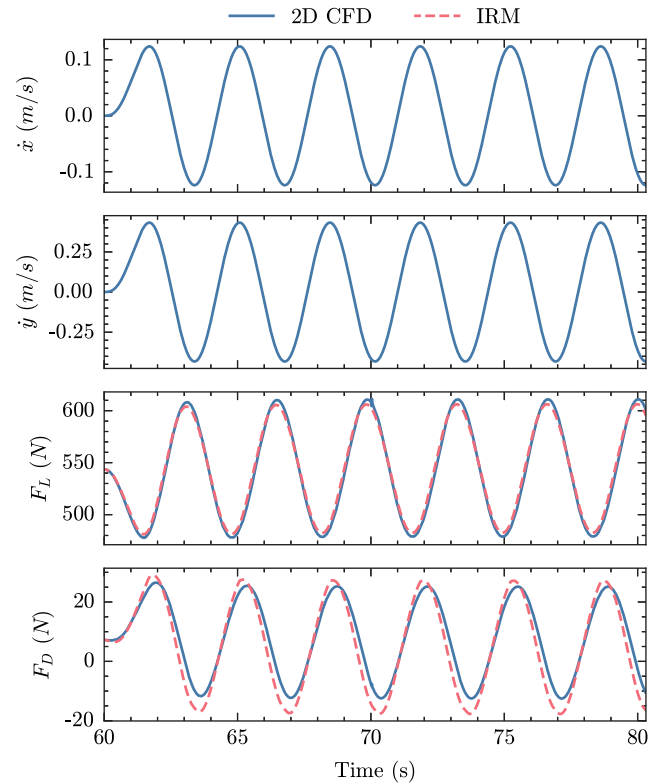 2D CFD IRM
0.1
0.0
-0.1
ẋ (m/s)
0.25
0.00
-0.25
ẏ (m/s)
600
550
500
F_L (N)
20
0
-20
F_D (N)
60 65 70 75 80
Time (s)